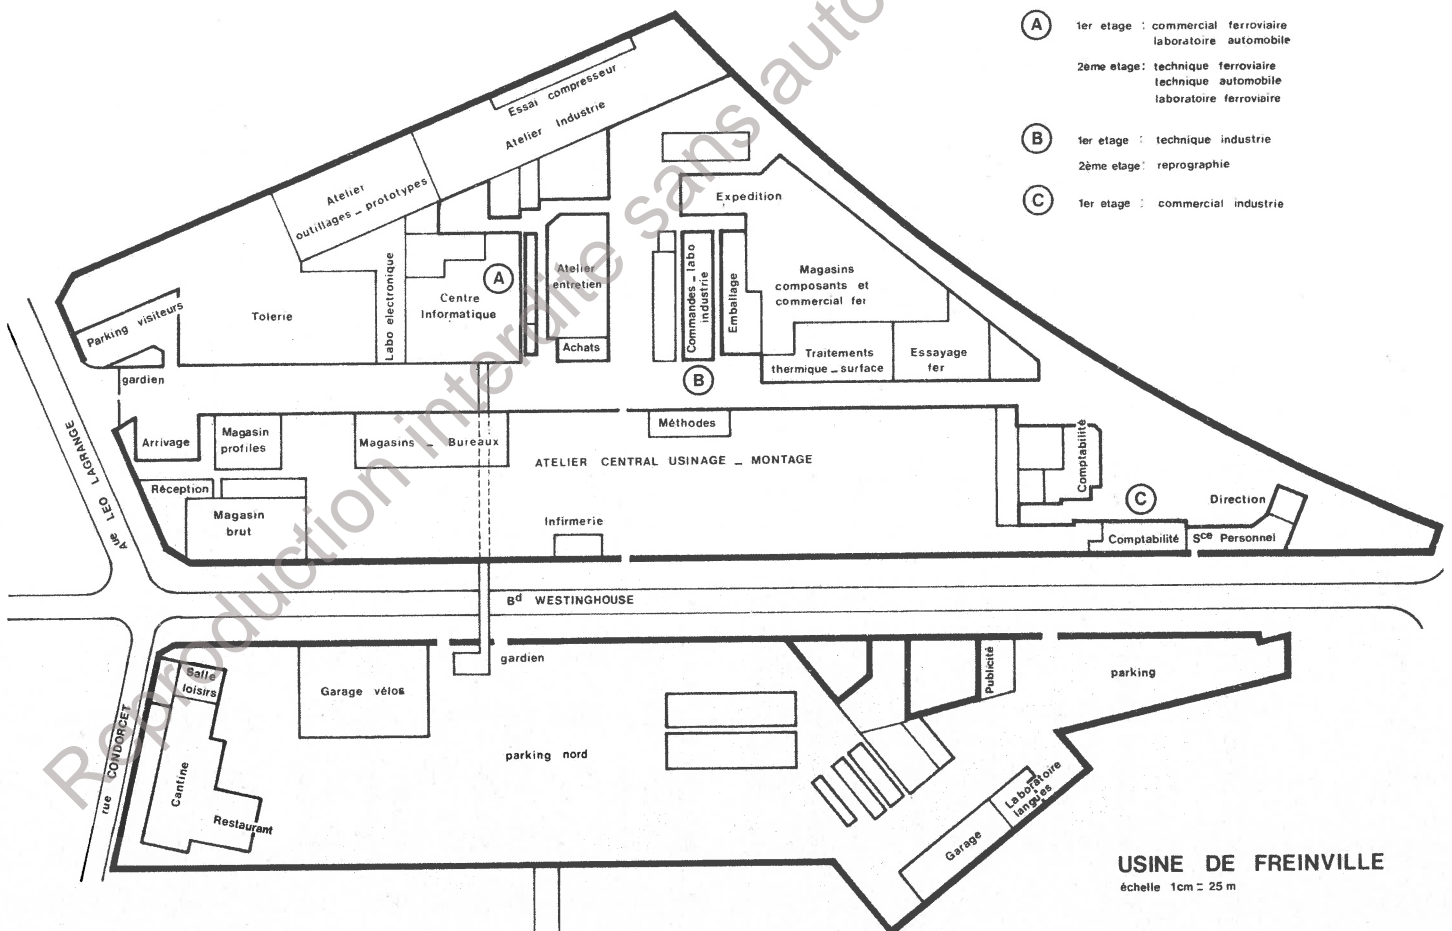 A
1er etage : commercial ferroviaire
laboratoire automobile
2ème etage: technique ferroviaire
technique automobile
laboratoire ferroviaire
B
1er etage : technique industrie
2ème etage: reprographie
C
1er etage : commercial industrie
Essai compresseur
Atelier Industrie
Atelier
outillages _ prototypes
Expedition
Parking visiteurs
Tolerie
Labo electronique
A
Centre
Informatique
Atelier
entretien
Achats
Commandes _ labo
industrie
Emballage
Magasins
composants et
commercial fer
Traitements
thermique _ surface
Essayage
fer
B
gardien
Aue LEO LAGRANGE
Arrivage
Magasin
profiles
Magasins _ Bureaux
Méthodes
ATELIER CENTRAL USINAGE _ MONTAGE
Comptabilité
Réception
Magasin
brut
Infirmerie
C
Direction
Comptabilité
Sce Personnel
Bd WESTINGHOUSE
rue CONDORCET
Salle
loisirs
Garage vélos
gardien
Publicité
parking
parking nord
Cantine
Restaurant
Laboratoire
langues
Garage
USINE DE FREINVILLE
échelle 1cm = 25 m
Reproduction interdite sans auto